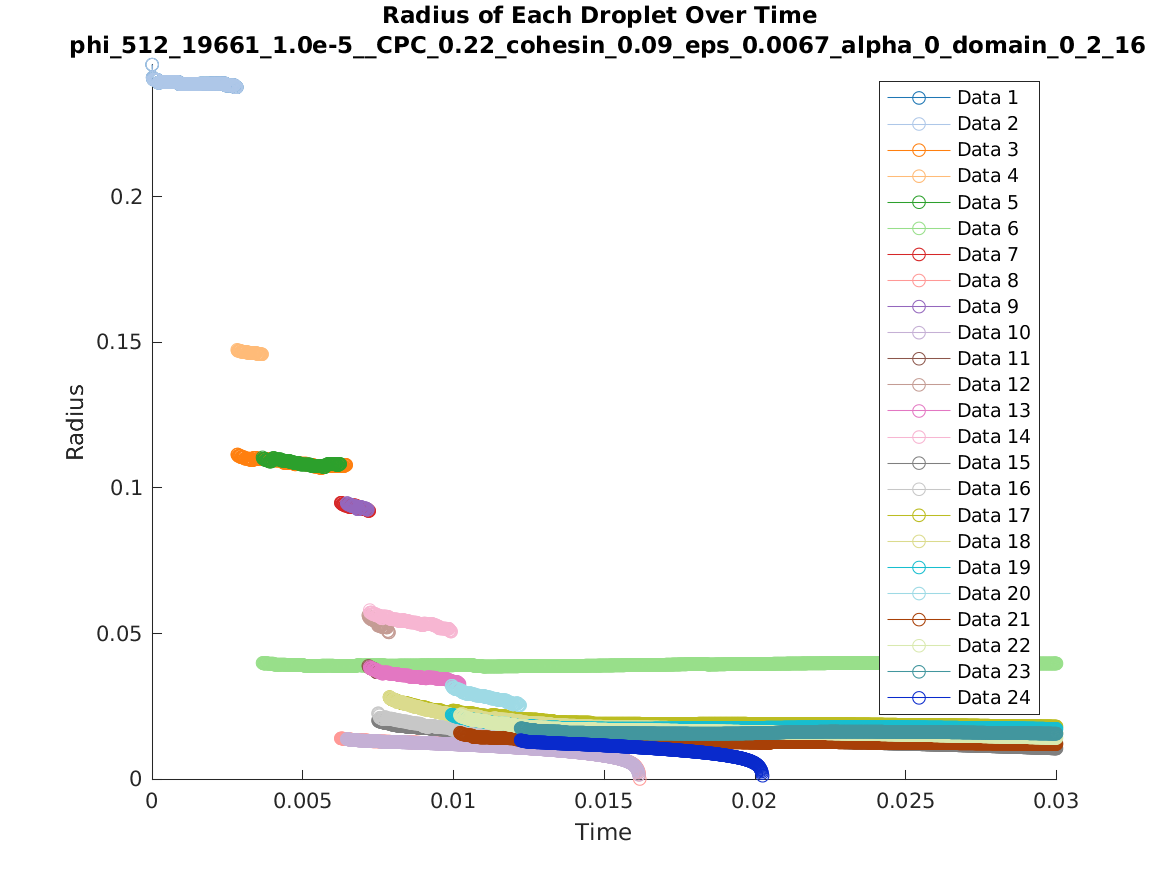 Radius of Each Droplet Over Time
phi_512_19661_1.0e-5__CPC_0.22_cohesin_0.09_eps_0.0067_alpha_0_domain_0_2_16
Radius
0.2
0.15
0.1
0.05
0
0
0.005
0.01
0.015
0.02
0.025
0.03
Time
Data 1
Data 2
Data 3
Data 4
Data 5
Data 6
Data 7
Data 8
Data 9
Data 10
Data 11
Data 12
Data 13
Data 14
Data 15
Data 16
Data 17
Data 18
Data 19
Data 20
Data 21
Data 22
Data 23
Data 24